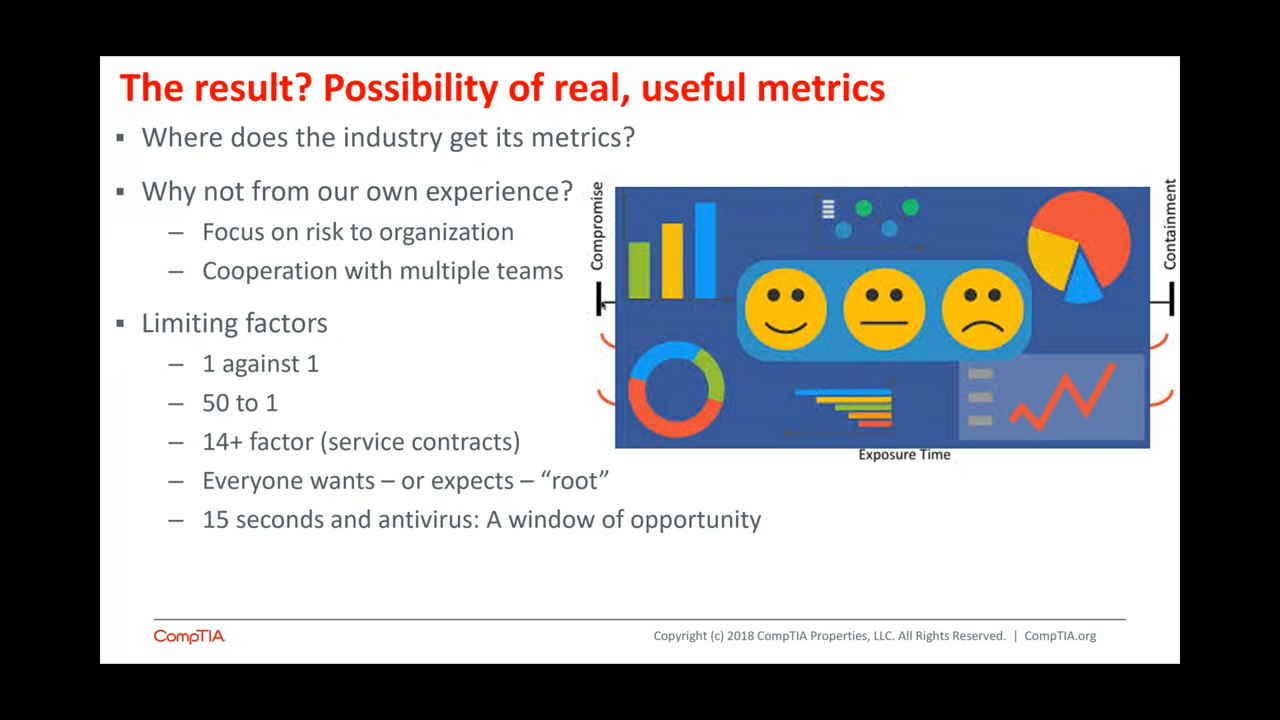 The result? Possibility of real, useful metrics
▪ Where does the industry get its metrics?
▪ Why not from our own experience?
– Focus on risk to organization
– Cooperation with multiple teams
▪ Limiting factors
– 1 against 1
– 50 to 1
– 14+ factor (service contracts)
– Everyone wants – or expects – “root”
– 15 seconds and antivirus: A window of opportunity
Compromise
Containment
Exposure Time
CompTIA.
Copyright (c) 2018 CompTIA Properties, LLC. All Rights Reserved. | CompTIA.org